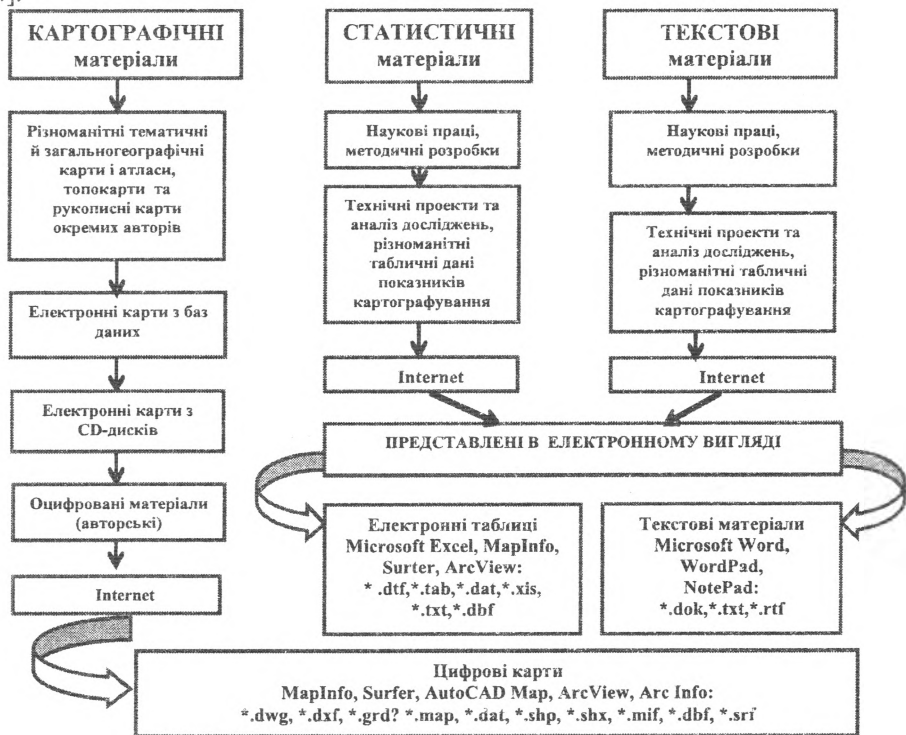 ].
КАРТОГРАФІЧНІ
матеріали
Різноманітні тематичні
й загальногеографічні
карти і атласи,
топокарти та
рукописні карти
окремих авторів
Електронні карти з баз
даних
Електронні карти з
CD-дисків
Оцифровані матеріали
(авторські)
Internet
СТАТИСТИЧНІ
матеріали
Наукові праці,
методичні розробки
Технічні проекти та
аналіз досліджень,
різноманітні
табличні дані
показників
картографування
Internet
ТЕКСТОВІ
матеріали
Наукові праці,
методичні розробки
Технічні проекти та
аналіз досліджень,
різноманітні табличні
дані показників
картографування
Internet
ПРЕДСТАВЛЕНІ В ЕЛЕКТРОННОМУ ВИГЛЯДІ
Електронні таблиці
Microsoft Excel, MapInfo,
Surter, ArcView:
* .dtf,*.tab,*.dat,*.xis,
*.txt,*.dbf
Текстові матеріали
Microsoft Word,
WordPad,
NotePad:
*.dok,*.txt,*.rtf
Цифрові карти
MapInfo, Surfer, AutoCAD Map, ArcView, Arc Info:
*.dwg, *.dxf, *.grd? *.map, *.dat, *.shp, *.shx, *.mif, *.dbf, *.srf